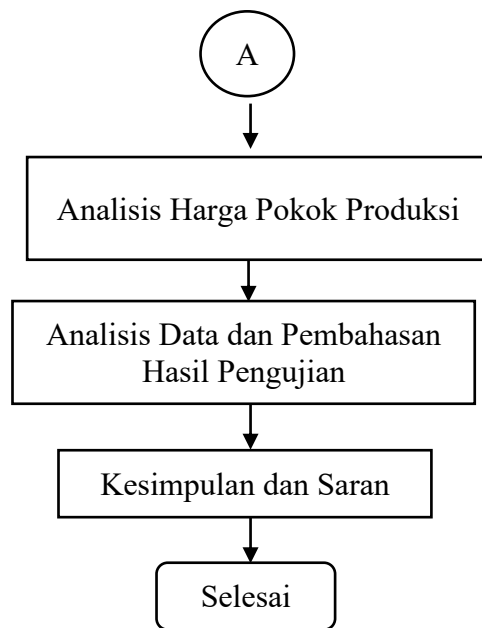 A
Analisis Harga Pokok Produksi
Analisis Data dan Pembahasan
Hasil Pengujian
Kesimpulan dan Saran
Selesai